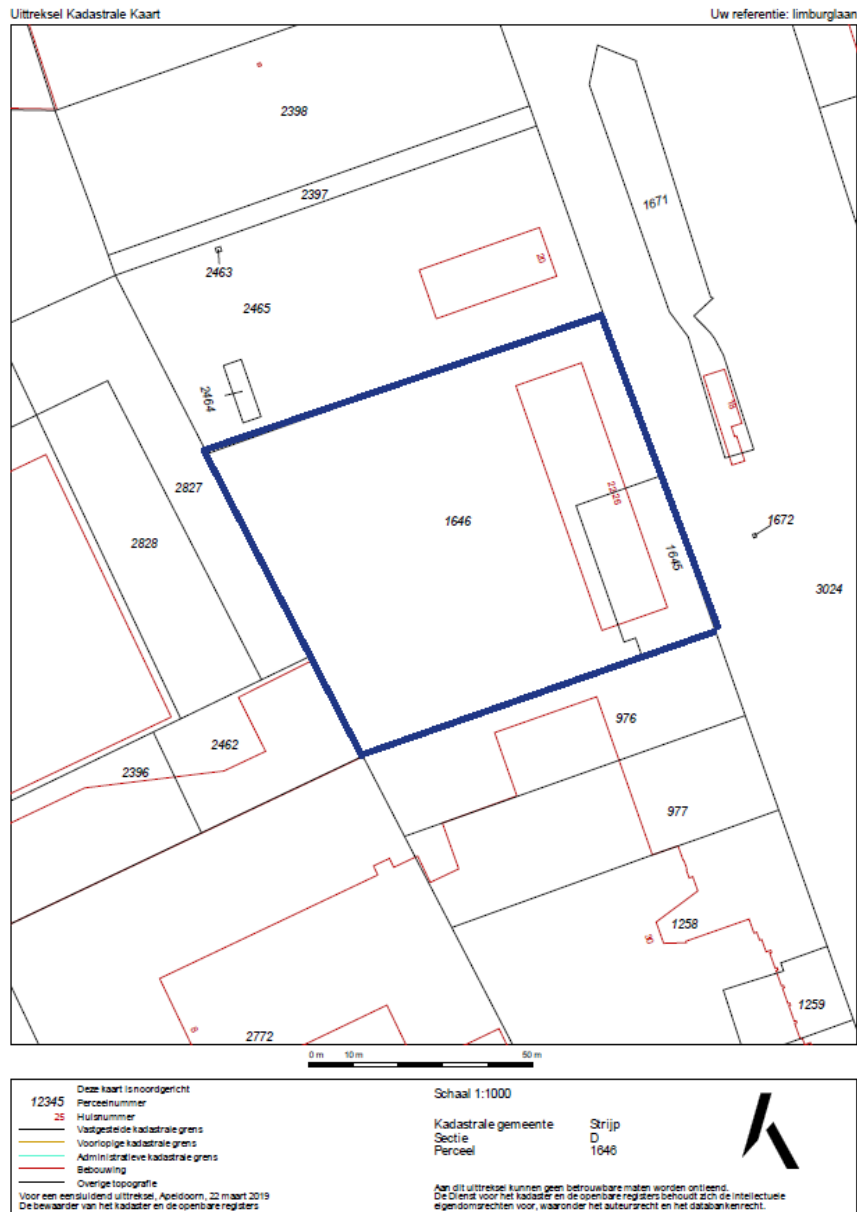 Uittreksel Kadastrale Kaart
Uw referentie: limburglaan
2398
2397
1671
2463
20
2465
2464
18
2827
2226
1646
1672
2828
1645
3024
2462
976
2396
977
1258
30
1259
8
2772
0 m 10 m 50 m
Deze kaart is noordgericht
12345 Perceelnummer
25 Huisnummer
Vastgestelde kadastrale grens
Voorlopige kadastrale grens
Administratieve kadastrale grens
Bebouwing
Overige topografie
Voor een eensluidend uittreksel, Apeldoorn, 22 maart 2019
De bewaarder van het kadaster en de openbare registers
Schaal 1:1000
Kadastrale gemeente Strijp
Sectie D
Perceel 1646
Aan dit uittreksel kunnen geen betrouwbare maten worden ontleend.
De Dienst voor het kadaster en de openbare registers behoudt zich de intellectuele
eigendomsrechten voor, waaronder het auteursrecht en het databankenrecht.